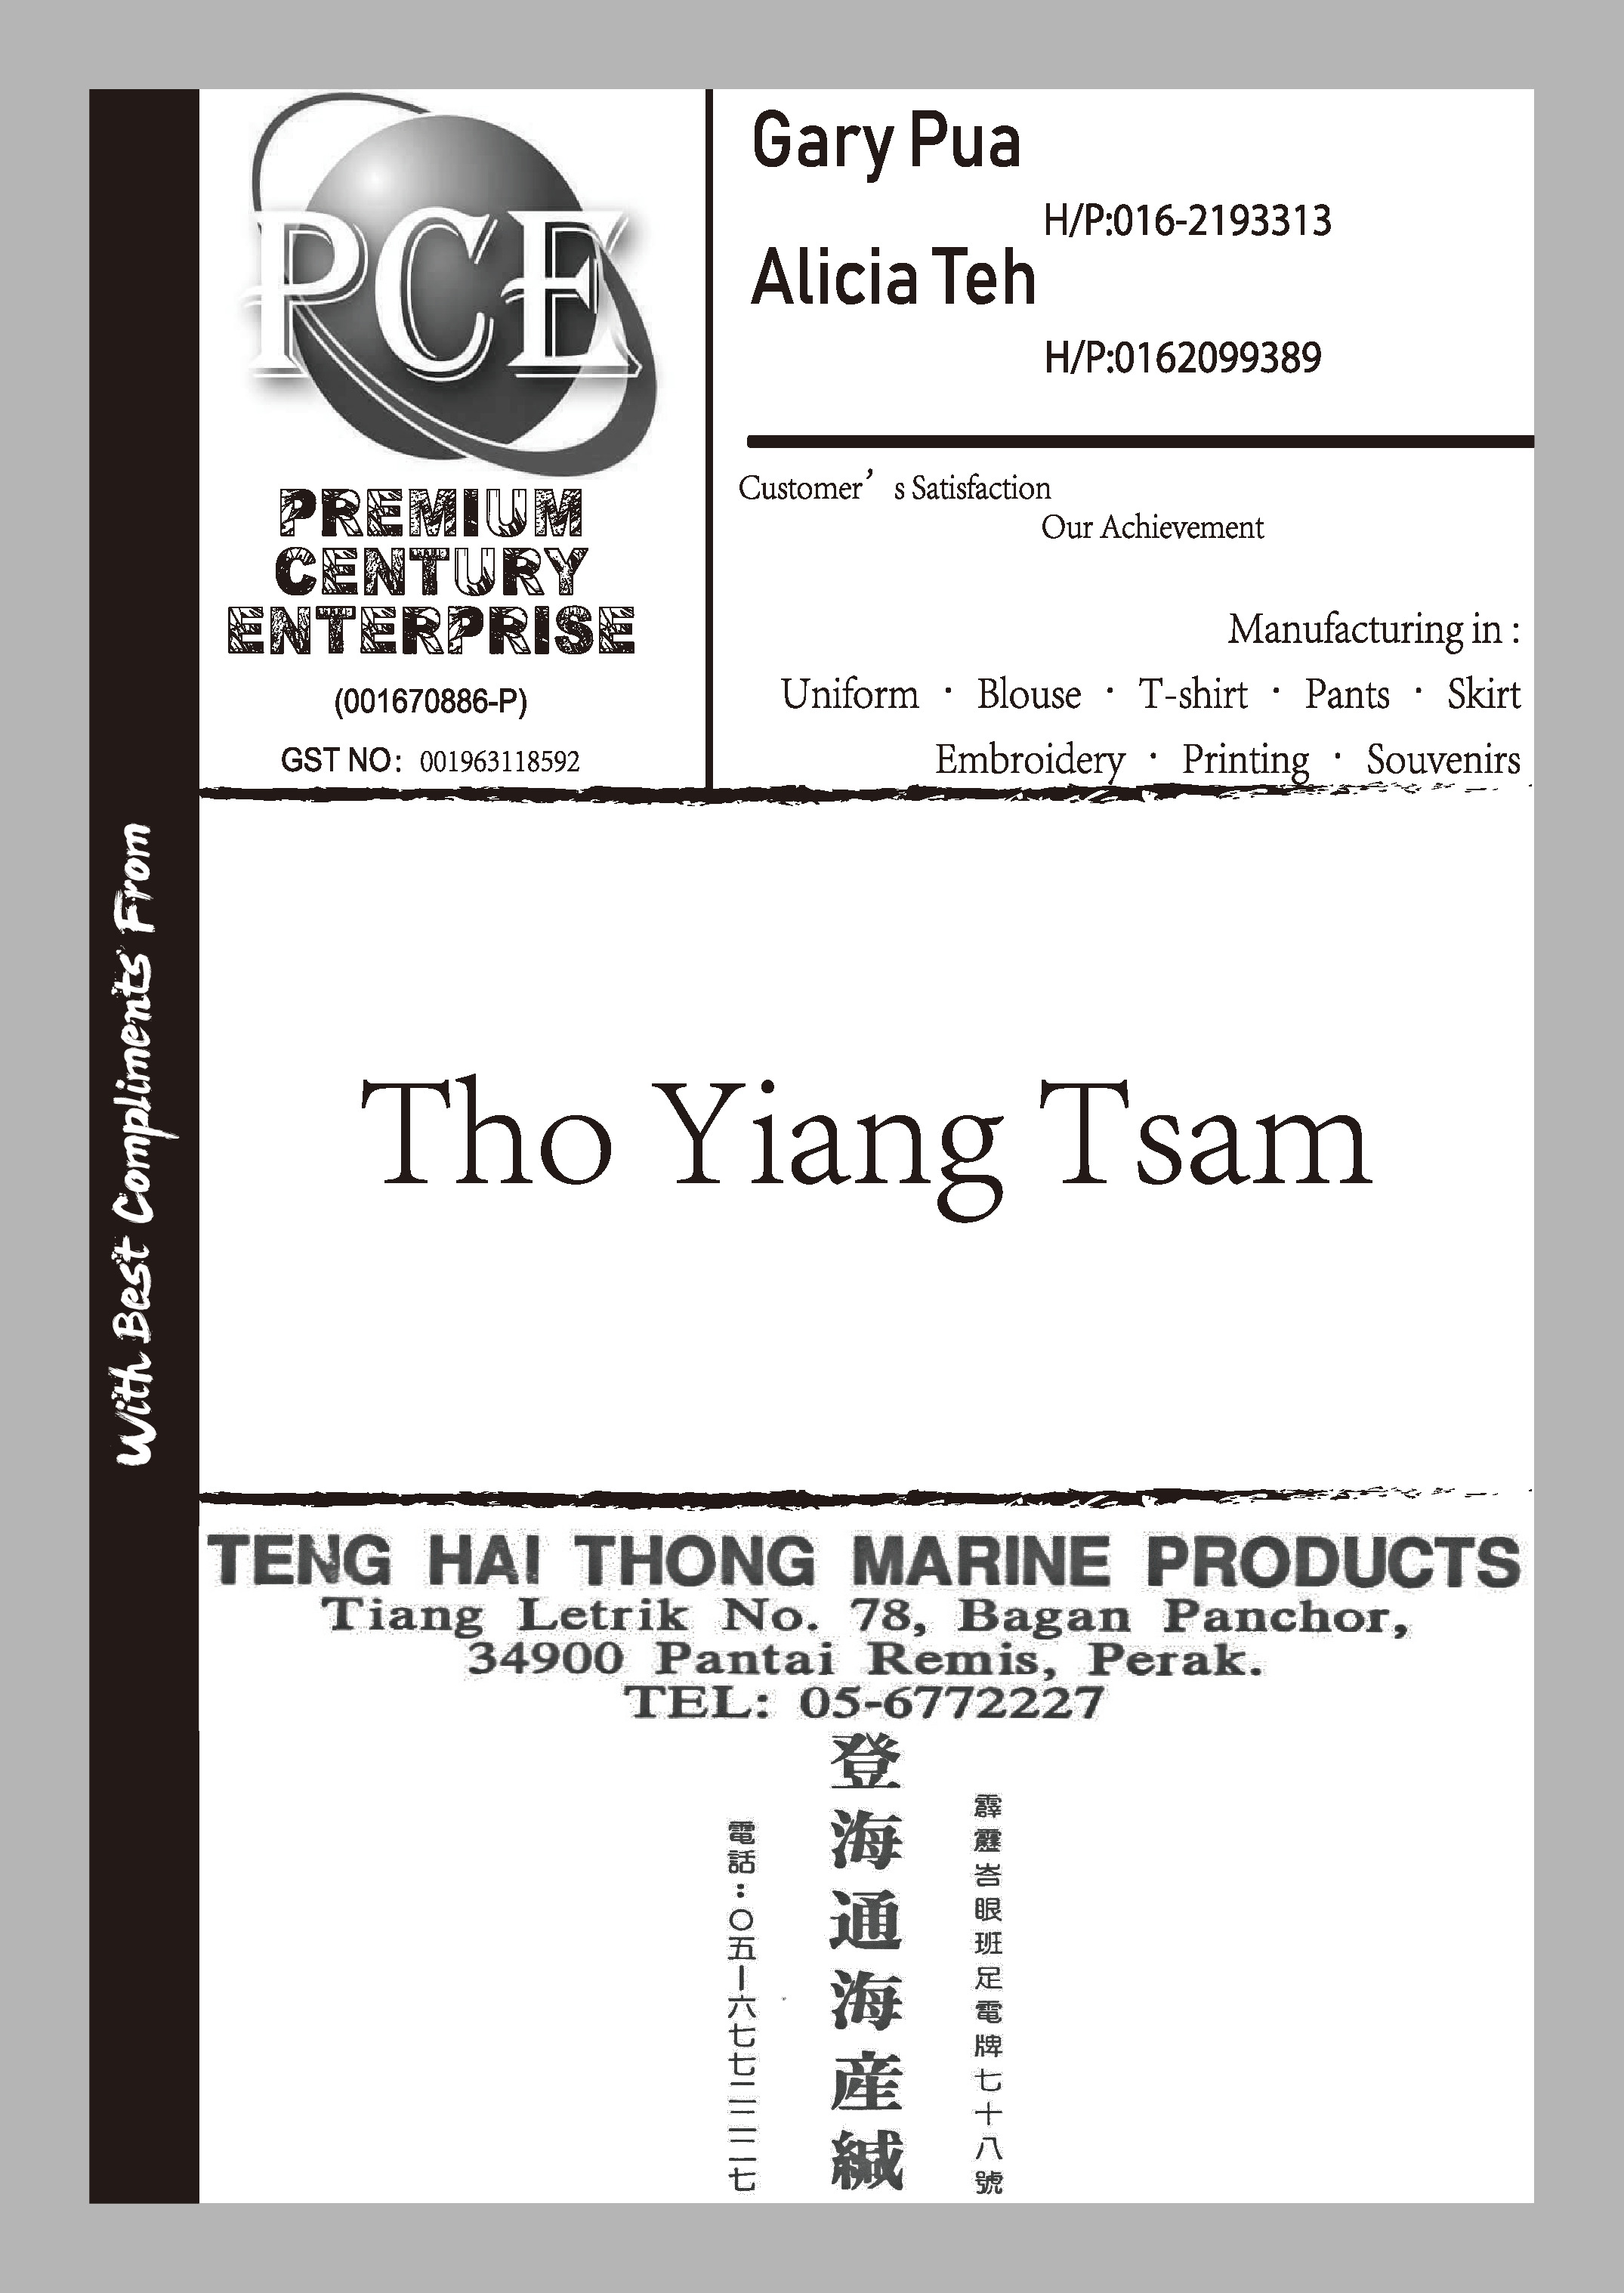 With Best Compliments From
PCE
PREMIUM
CENTURY
ENTERPRISE
(001670886-P)
GST NO: 001963118592
Gary Pua
H/P:016-2193313
Alicia Teh
H/P:0162099389
Customer’s Satisfaction
Our Achievement
Manufacturing in :
Uniform · Blouse · T-shirt · Pants · Skirt
Embroidery · Printing · Souvenirs
Tho Yiang Tsam
TENG HAI THONG MARINE PRODUCTS
Tiang Letrik No. 78, Bagan Panchor,
34900 Pantai Remis, Perak.
TEL: 05-6772227
霹靂峇眼班足電牌七十八號
登海通海産緘
電話:〇五—六七七二二二七